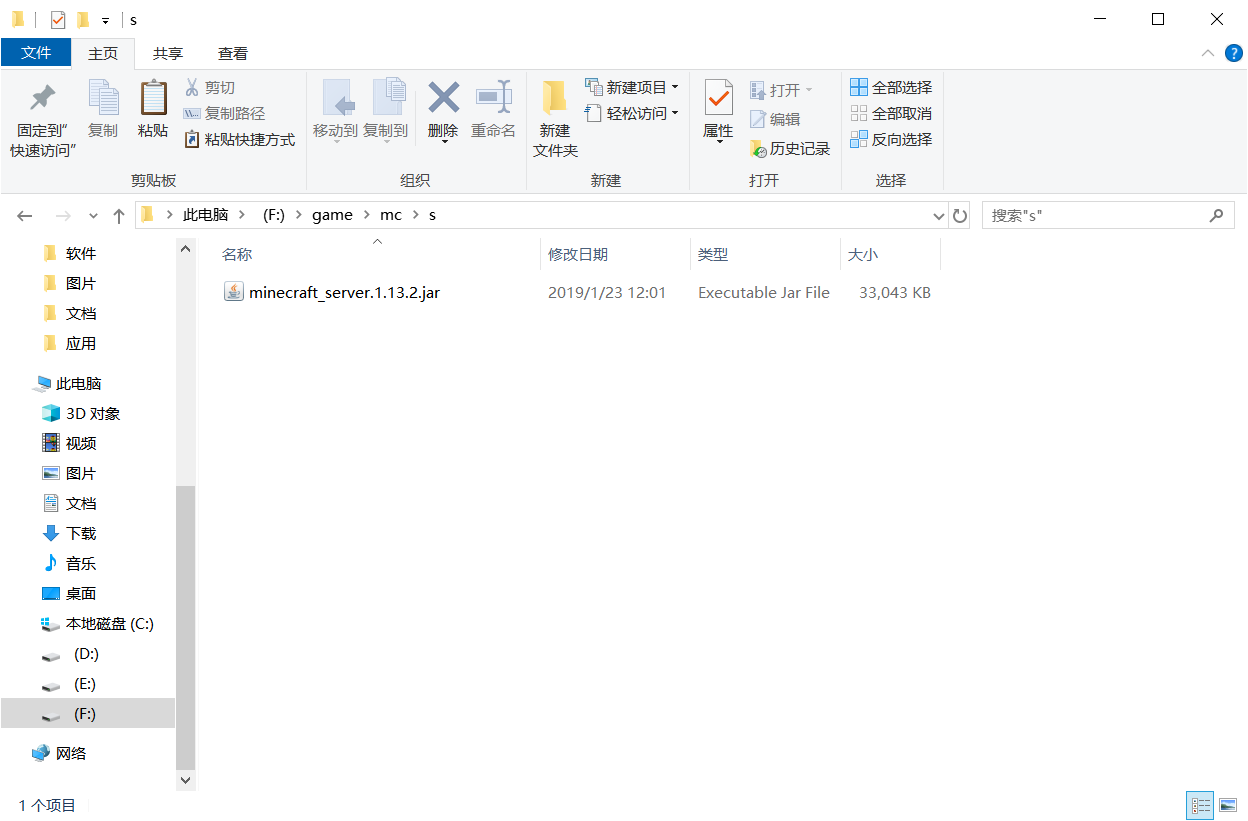 s
文件 主页 共享 查看
固定到"快速访问" 复制 粘贴 剪切
复制路径
粘贴快捷方式
移动到 复制到 删除 重命名
新建文件夹 新建项目
轻松访问
属性 打开
编辑
历史记录
全部选择
全部取消
反向选择
剪贴板 组织 新建 打开 选择
此电脑 (F:) game mc s
搜索"s"
名称 修改日期 类型 大小
minecraft_server.1.13.2.jar 2019/1/23 12:01 Executable Jar File 33,043 KB
软件
图片
文档
应用
此电脑
3D 对象
视频
图片
文档
下载
音乐
桌面
本地磁盘 (C:)
(D:)
(E:)
(F:)
网络
1 个项目